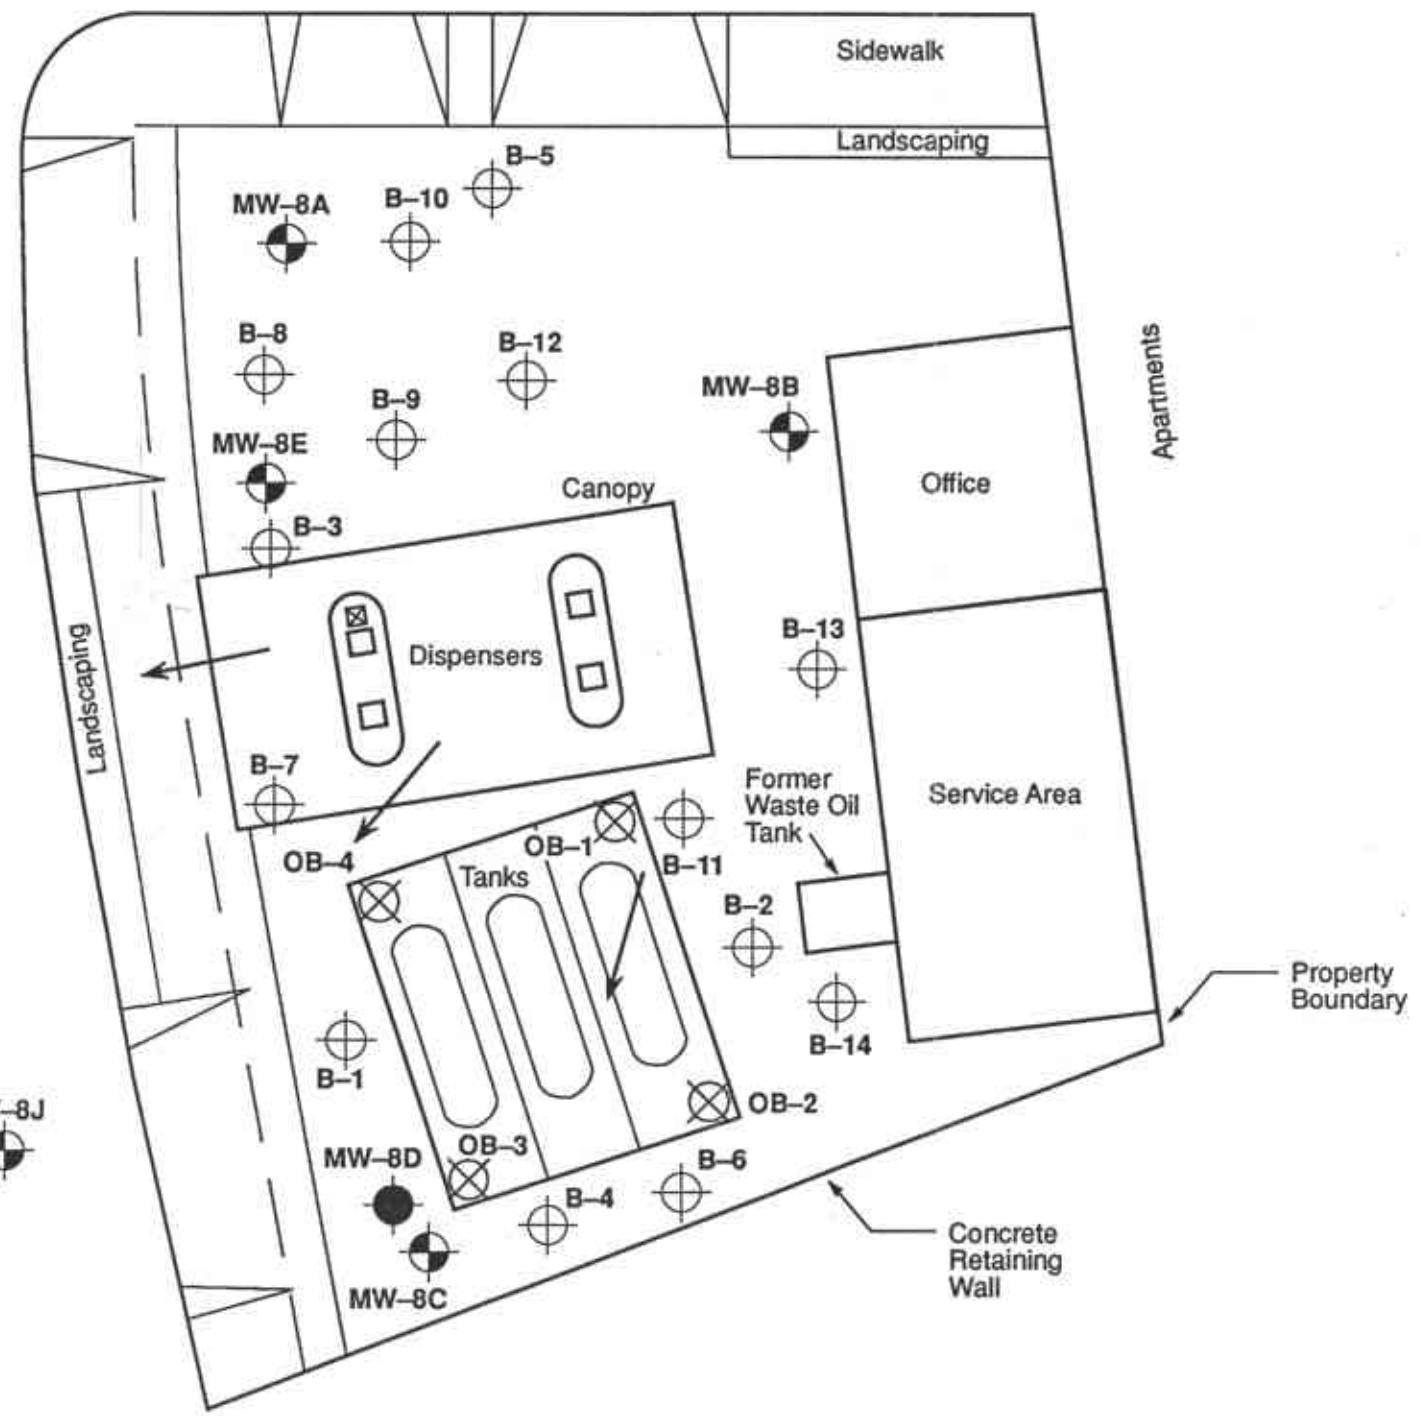 Sidewalk
Landscaping
B–5
MW–8A
B–10
B–8
B–12
Apartments
MW–8B
B–9
MW–8E
Office
Canopy
B–3
Landscaping
Dispensers
B–13
B–7
Former
Waste Oil
Tank
Service Area
OB–4
OB–1
B–11
Tanks
B–2
Property
Boundary
B–14
B–1
–8J
OB–2
OB–3
MW–8D
B–6
B–4
Concrete
Retaining
Wall
MW–8C